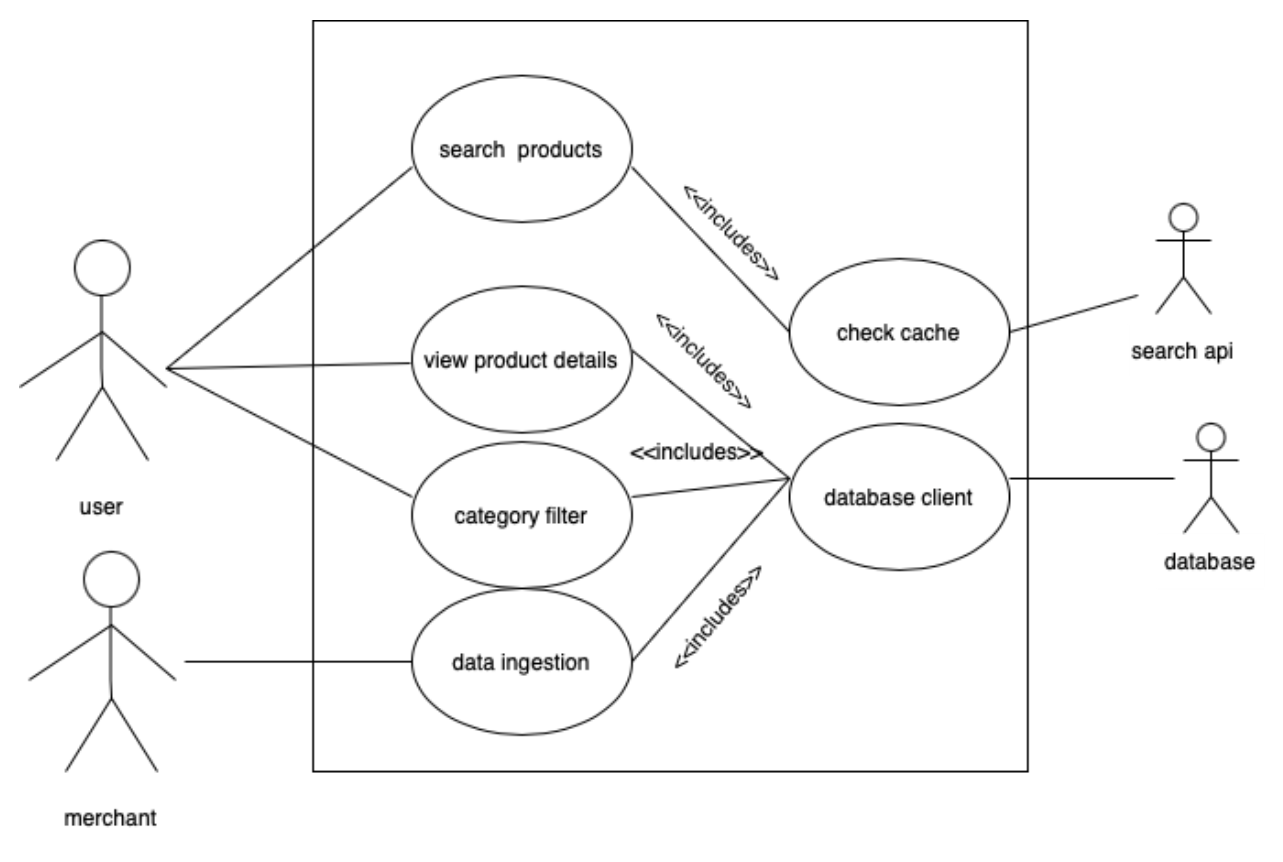 search  products
<<includes>>
view product details
<<includes>>
check cache
search api
<<includes>>
category filter
database client
user
database
data ingestion
<<includes>>
merchant